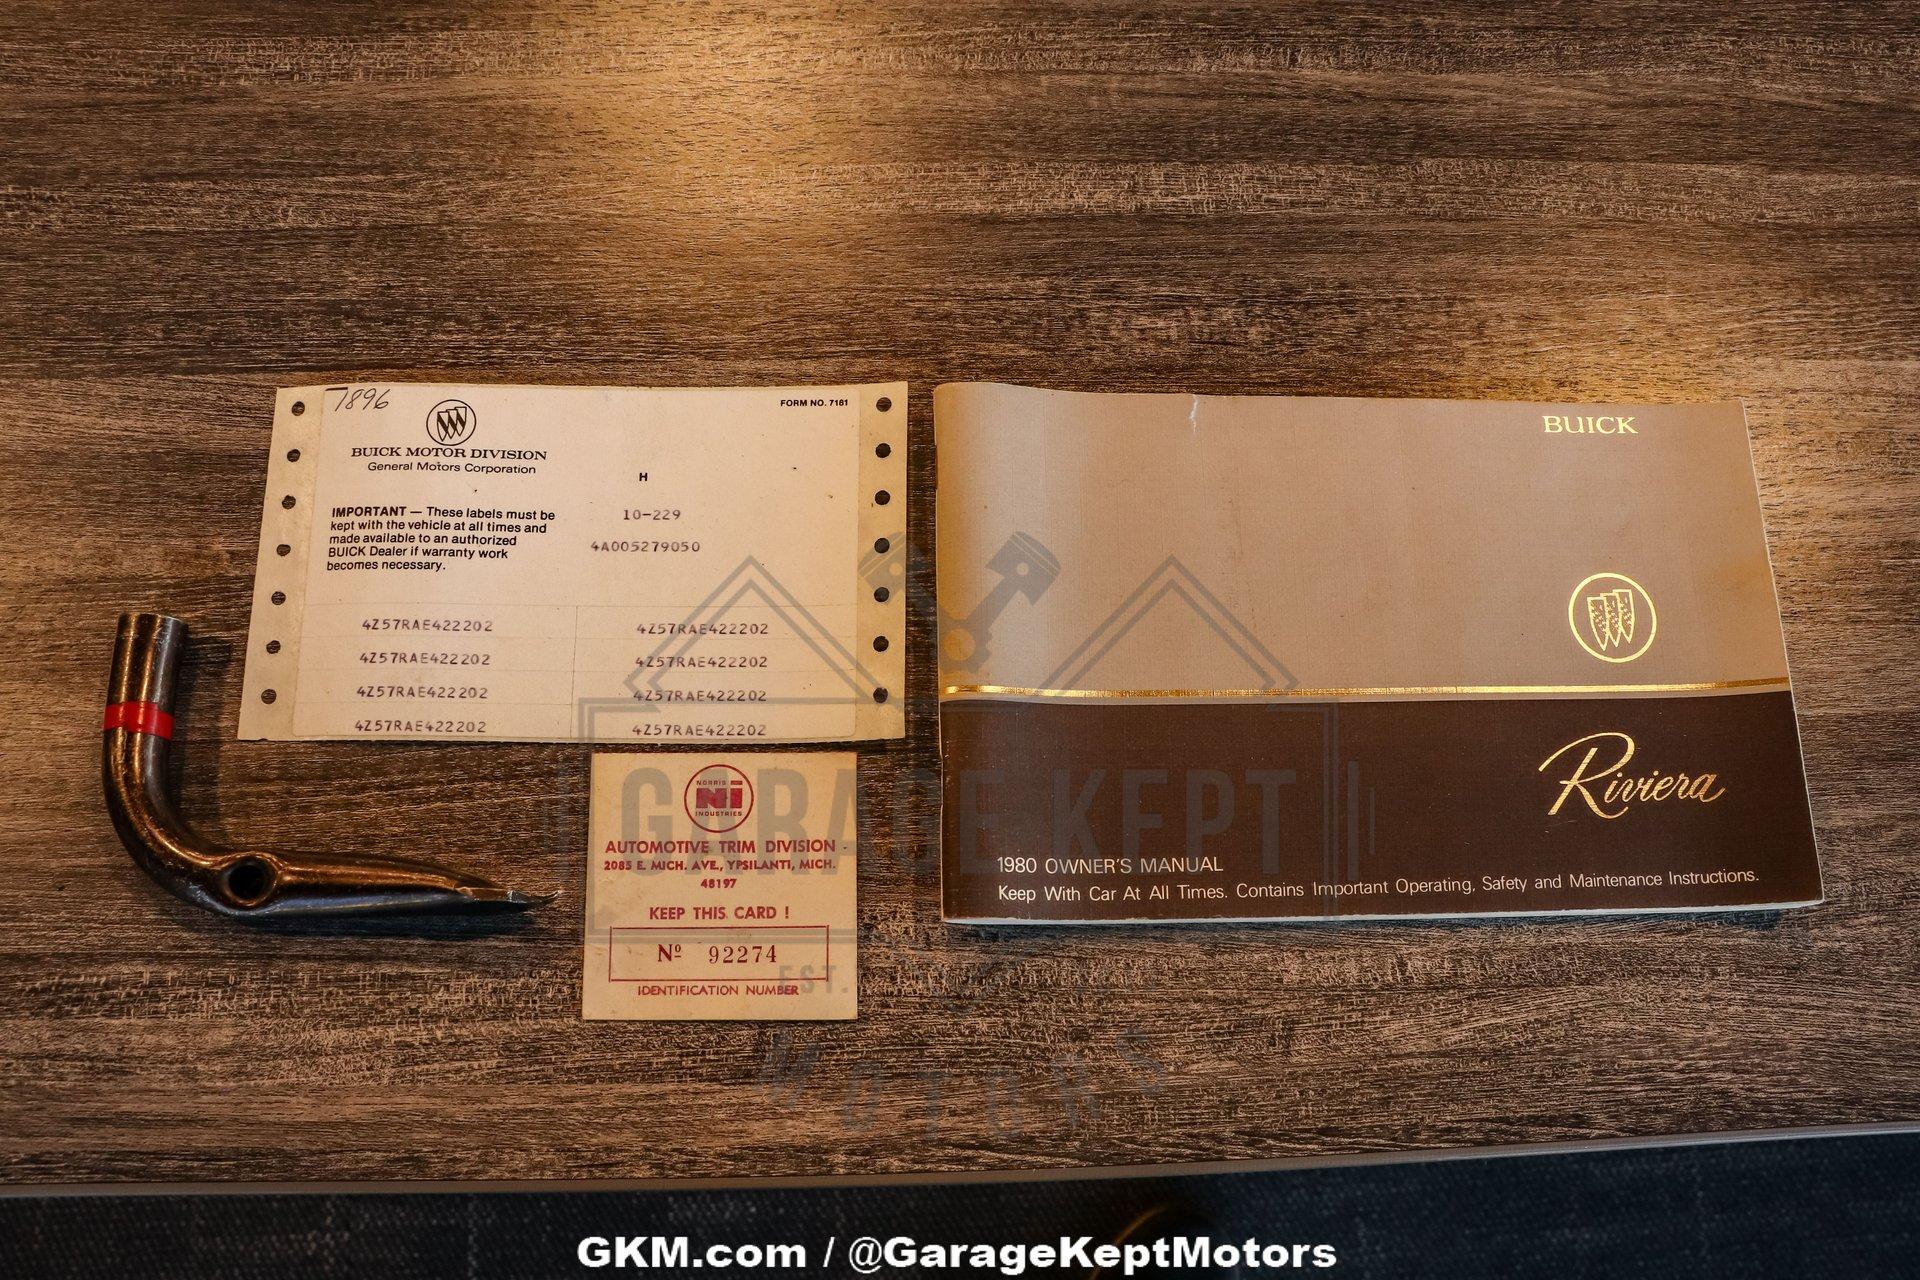 7896
FORM NO. 7181
BUICK MOTOR DIVISION
General Motors Corporation
H
IMPORTANT — These labels must be
kept with the vehicle at all times and
made available to an authorized
BUICK Dealer if warranty work
becomes necessary.
10-229
4A005279050
4Z57RAE422202 4Z57RAE422202
4Z57RAE422202 4Z57RAE422202
4Z57RAE422202 4Z57RAE422202
4Z57RAE422202 4Z57RAE422202
NORRIS
NI
INDUSTRIES
AUTOMOTIVE TRIM DIVISION
2085 E. MICH. AVE., YPSILANTI, MICH.
48197
KEEP THIS CARD !
Nº 92274
IDENTIFICATION NUMBER
BUICK
Riviera
1980 OWNER'S MANUAL
Keep With Car At All Times. Contains Important Operating, Safety and Maintenance Instructions.
GARAGE KEPT
EST.
MOTORS
GKM.com / @GarageKeptMotors